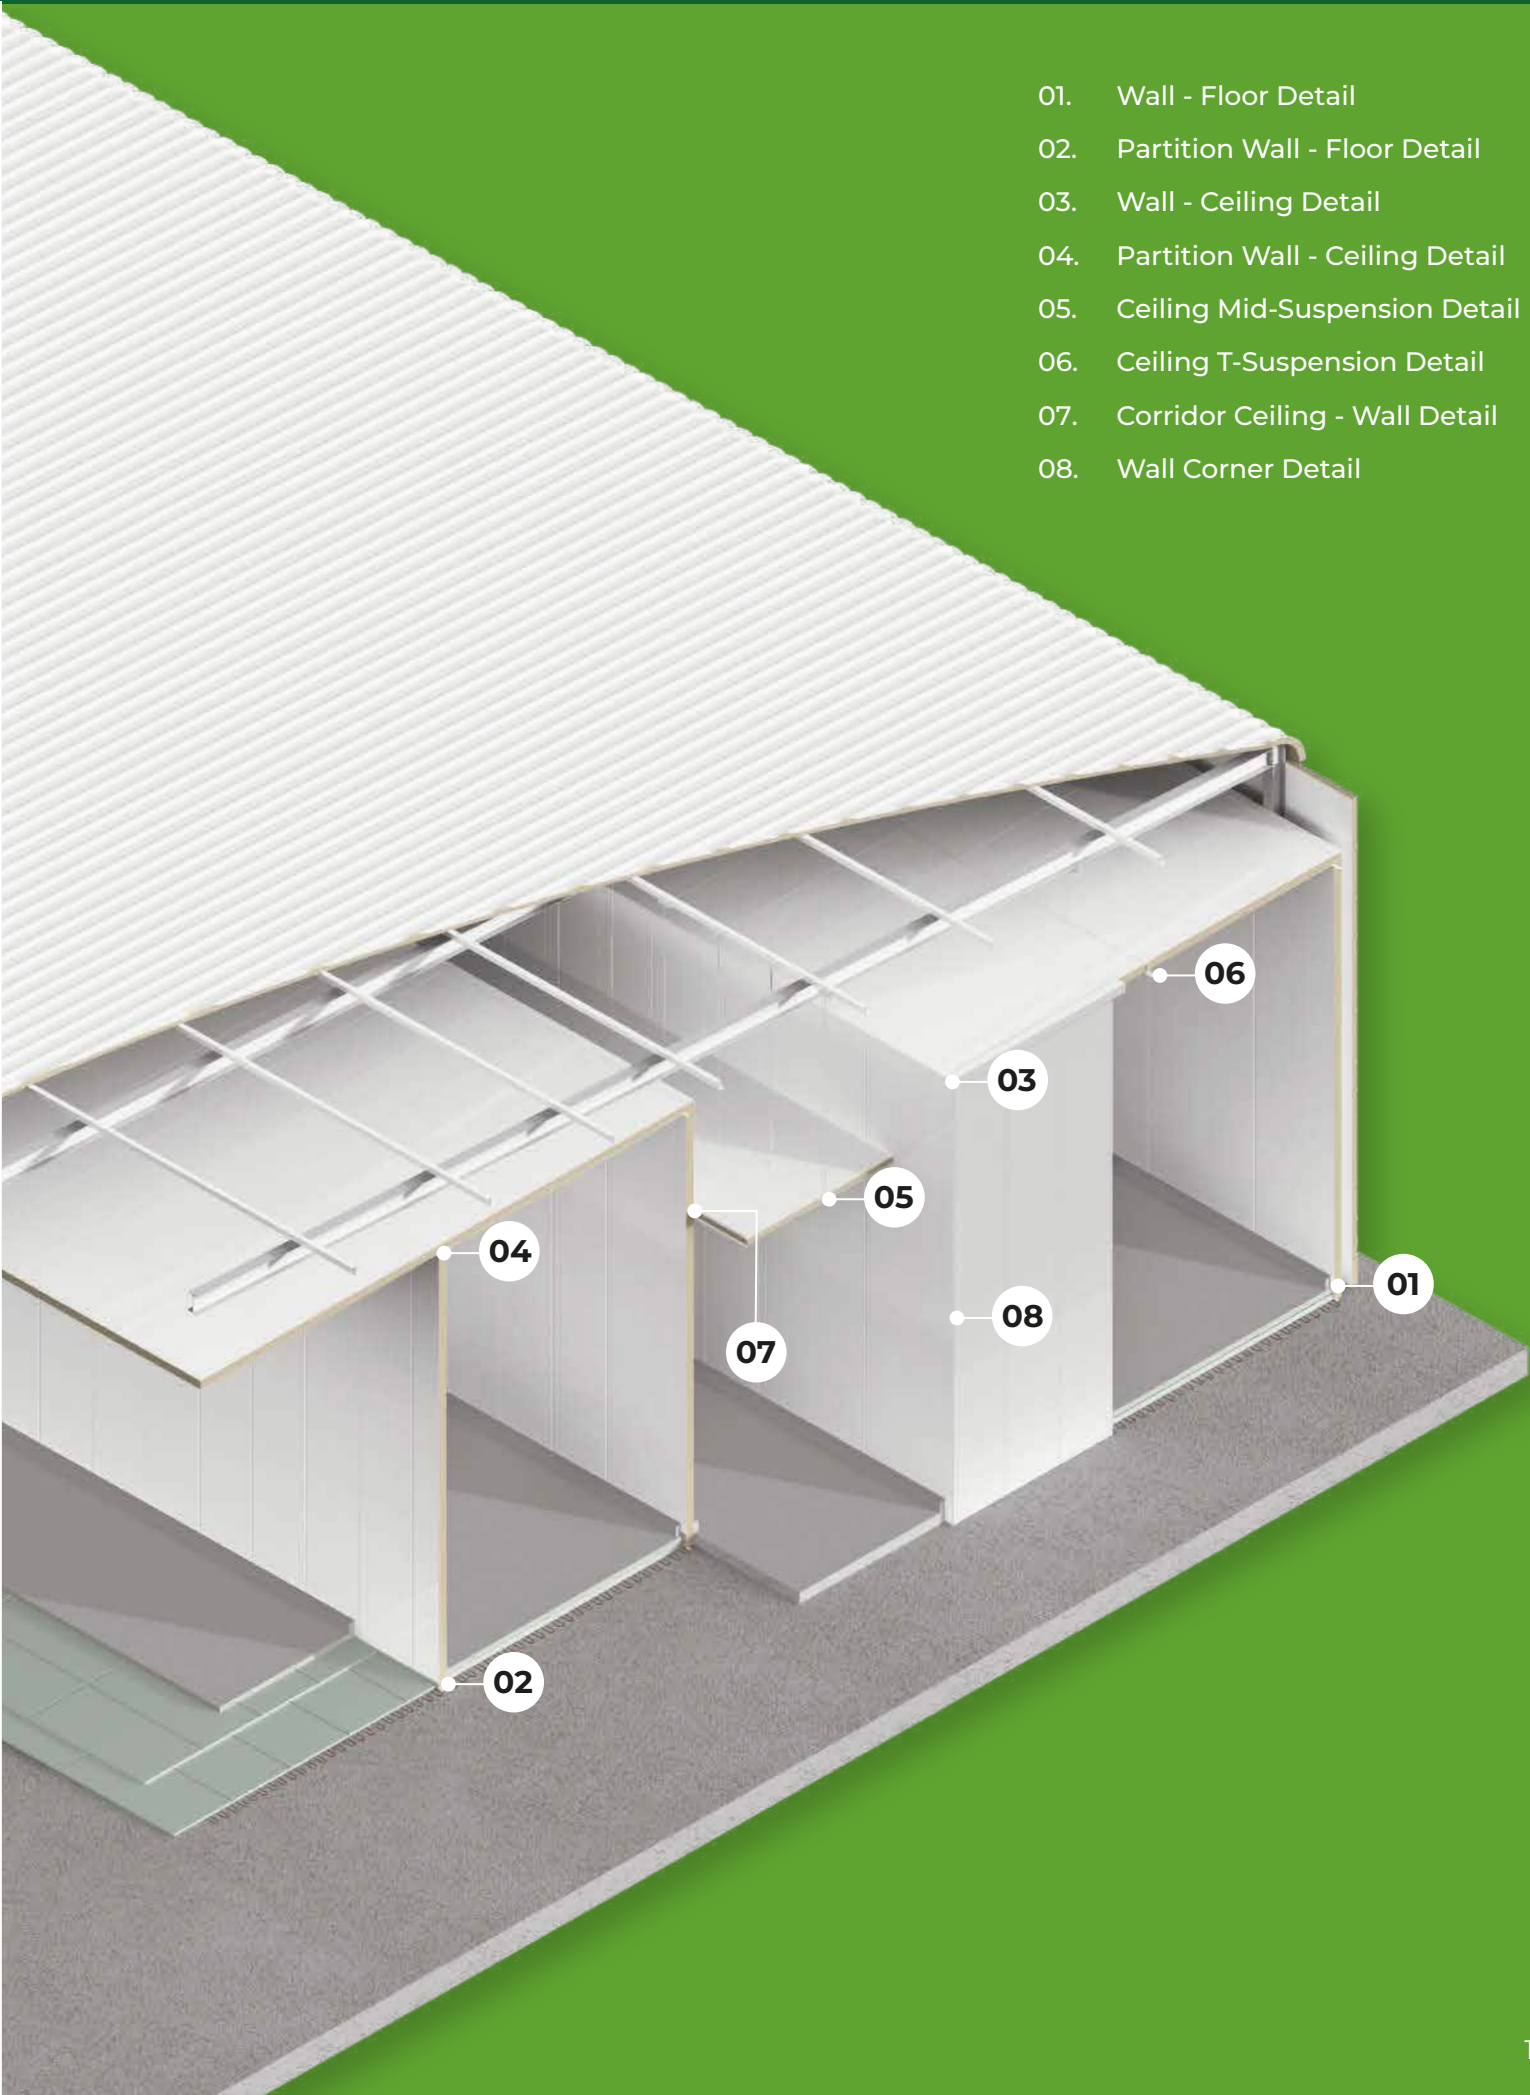 01. Wall - Floor Detail
02. Partition Wall - Floor Detail
03. Wall - Ceiling Detail
04. Partition Wall - Ceiling Detail
05. Ceiling Mid-Suspension Detail
06. Ceiling T-Suspension Detail
07. Corridor Ceiling - Wall Detail
08. Wall Corner Detail
06
03
05
04
01
08
07
02